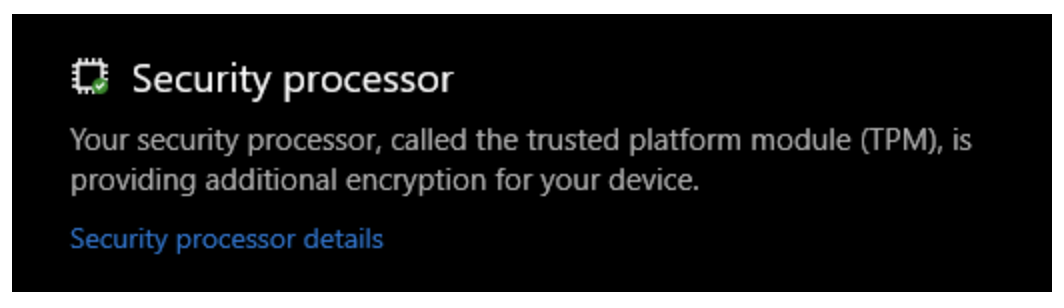 Security processor
Your security processor, called the trusted platform module (TPM), is
providing additional encryption for your device.
Security processor details